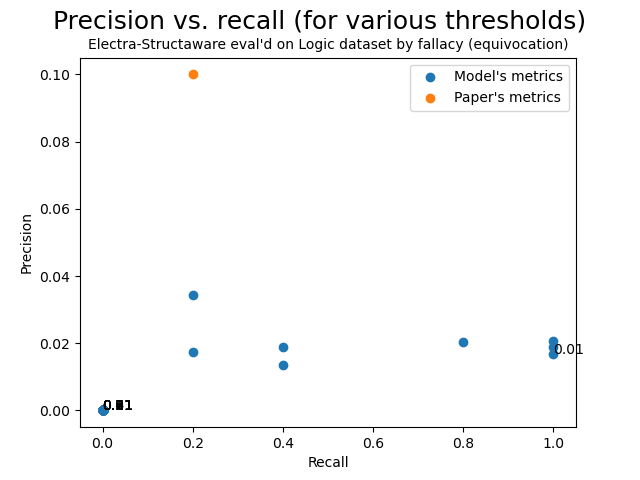 Precision vs. recall (for various thresholds)
Electra-Structaware eval'd on Logic dataset by fallacy (equivocation)
Model's metrics
Paper's metrics
0.10
0.08
0.06
0.04
0.02
0.00
Precision
0.01
0.0
0.2
0.4
0.6
0.8
1.0
Recall